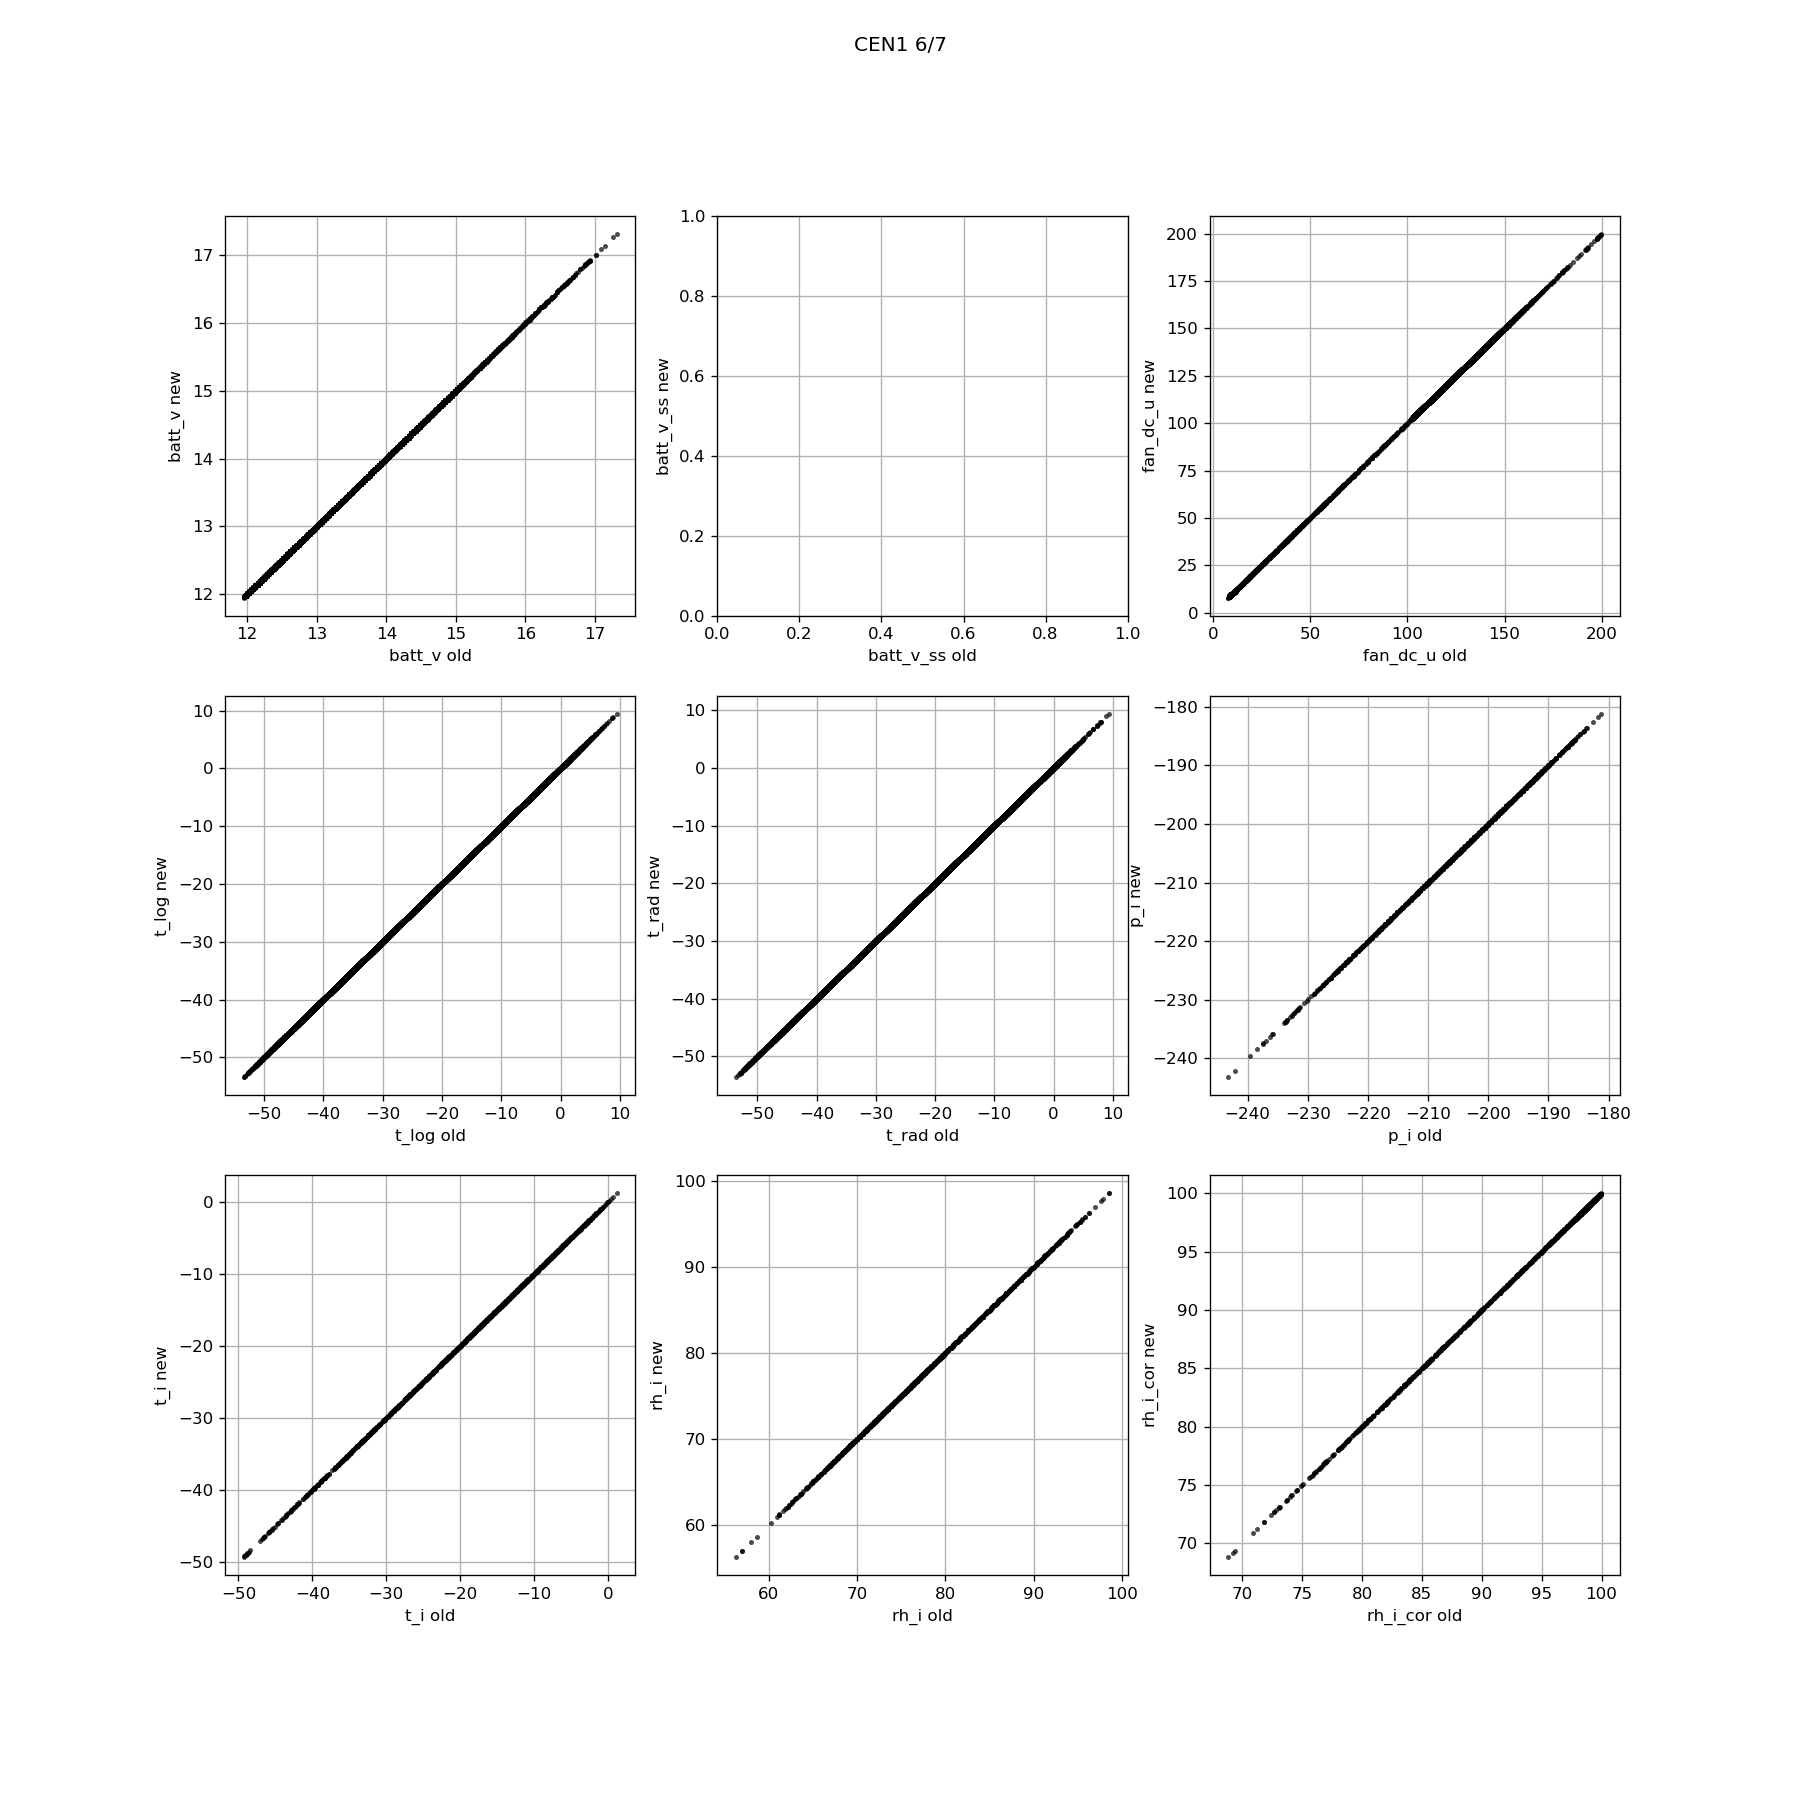 CEN1 6/7
17
16
15
14
13
12
batt_v new
12 13 14 15 16 17
batt_v old
1.0
0.8
0.6
0.4
0.2
0.0
batt_v_ss new
0.0 0.2 0.4 0.6 0.8 1.0
batt_v_ss old
200
175
150
125
100
75
50
25
0
fan_dc_u new
0 50 100 150 200
fan_dc_u old
10
0
−10
−20
−30
−40
−50
t_log new
−50 −40 −30 −20 −10 0 10
t_log old
10
0
−10
−20
−30
−40
−50
t_rad new
−50 −40 −30 −20 −10 0 10
t_rad old
−180
−190
−200
−210
−220
−230
−240
p_i new
−240 −230 −220 −210 −200 −190 −180
p_i old
0
−10
−20
−30
−40
−50
t_i new
−50 −40 −30 −20 −10 0
t_i old
100
90
80
70
60
rh_i new
60 70 80 90 100
rh_i old
100
95
90
85
80
75
70
rh_i_cor new
70 75 80 85 90 95 100
rh_i_cor old